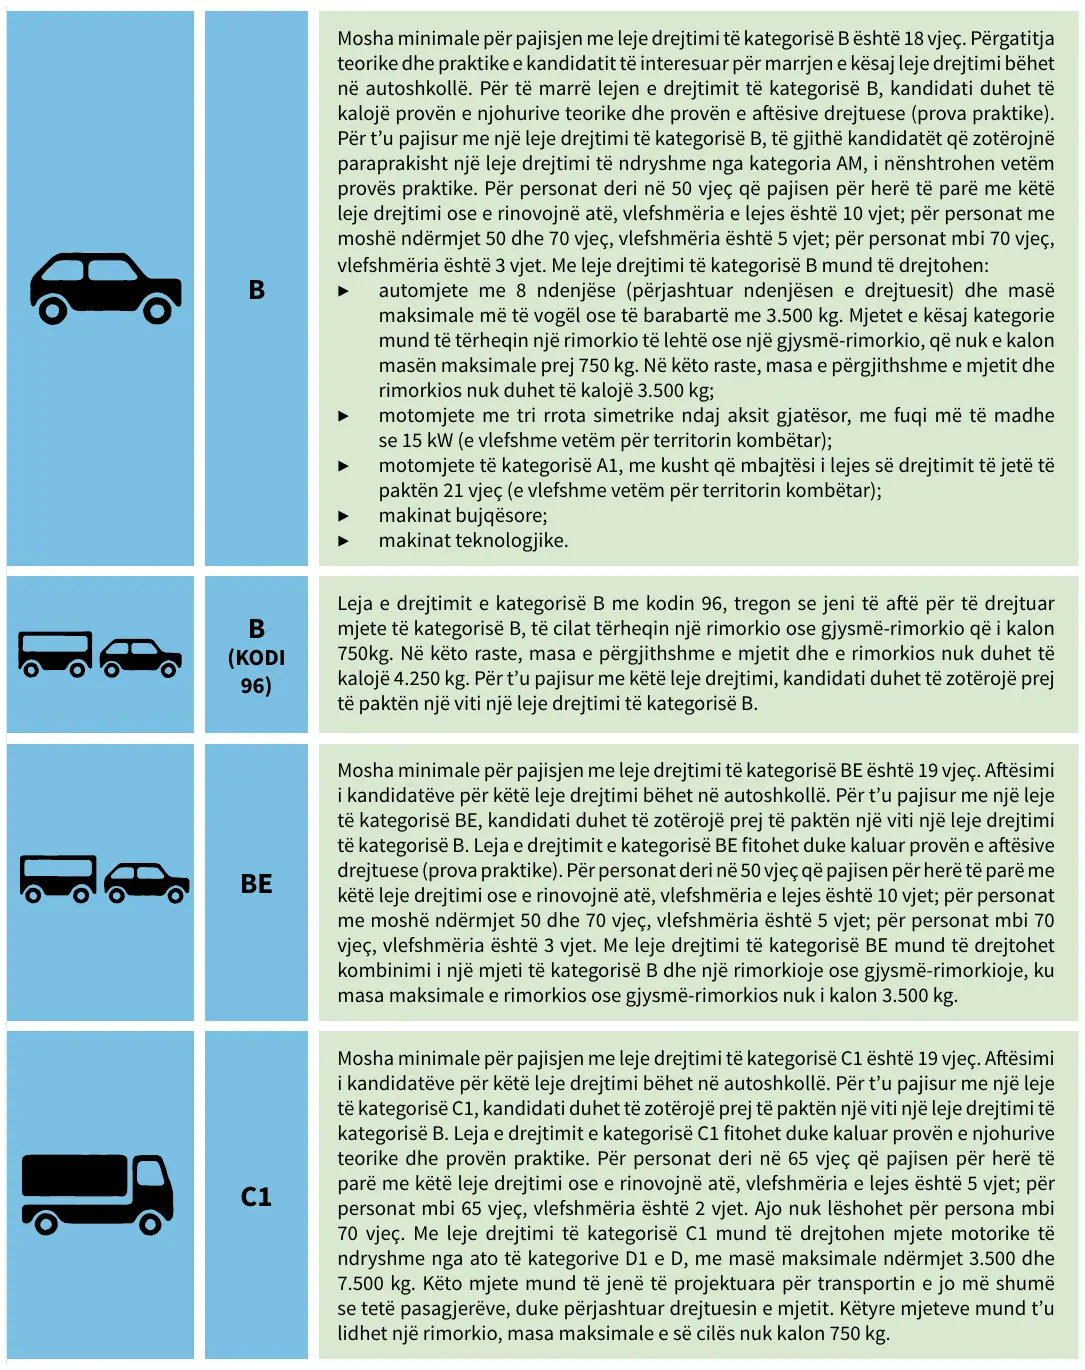 B
Mosha minimale për pajisjen me leje drejtimi të kategorisë B është 18 vjeç. Përgatitja
teorike dhe praktike e kandidatit të interesuar për marrjen e kësaj leje drejtimi bëhet
në autoshkollë. Për të marrë lejen e drejtimit të kategorisë B, kandidati duhet të
kalojë provën e njohurive teorike dhe provën e aftësive drejtuese (prova praktike).
Për t’u pajisur me një leje drejtimi të kategorisë B, të gjithë kandidatët që zotërojnë
paraprakisht një leje drejtimi të ndryshme nga kategoria AM, i nënshtrohen vetëm
provës praktike. Për personat deri në 50 vjeç që pajisen për herë të parë me këtë
leje drejtimi ose e rinovojnë atë, vlefshmëria e lejes është 10 vjet; për personat me
moshë ndërmjet 50 dhe 70 vjeç, vlefshmëria është 5 vjet; për personat mbi 70 vjeç,
vlefshmëria është 3 vjet. Me leje drejtimi të kategorisë B mund të drejtohen:
► automjete me 8 ndenjëse (përjashtuar ndenjësen e drejtuesit) dhe masë
maksimale më të vogël ose të barabartë me 3.500 kg. Mjetet e kësaj kategorie
mund të tërheqin një rimorkio të lehtë ose një gjysmë-rimorkio, që nuk e kalon
masën maksimale prej 750 kg. Në këto raste, masa e përgjithshme e mjetit dhe
rimorkios nuk duhet të kalojë 3.500 kg;
► motomjete me tri rrota simetrike ndaj aksit gjatësor, me fuqi më të madhe
se 15 kW (e vlefshme vetëm për territorin kombëtar);
► motomjete të kategorisë A1, me kusht që mbajtësi i lejes së drejtimit të jetë të
paktën 21 vjeç (e vlefshme vetëm për territorin kombëtar);
► makinat bujqësore;
► makinat teknologjike.
B
(KODI
96)
Leja e drejtimit e kategorisë B me kodin 96, tregon se jeni të aftë për të drejtuar
mjete të kategorisë B, të cilat tërheqin një rimorkio ose gjysmë-rimorkio që i kalon
750kg. Në këto raste, masa e përgjithshme e mjetit dhe e rimorkios nuk duhet të
kalojë 4.250 kg. Për t’u pajisur me këtë leje drejtimi, kandidati duhet të zotërojë prej
të paktën një viti një leje drejtimi të kategorisë B.
BE
Mosha minimale për pajisjen me leje drejtimi të kategorisë BE është 19 vjeç. Aftësimi
i kandidatëve për këtë leje drejtimi bëhet në autoshkollë. Për t’u pajisur me një leje
të kategorisë BE, kandidati duhet të zotërojë prej të paktën një viti një leje drejtimi
të kategorisë B. Leja e drejtimit e kategorisë BE fitohet duke kaluar provën e aftësive
drejtuese (prova praktike). Për personat deri në 50 vjeç që pajisen për herë të parë me
këtë leje drejtimi ose e rinovojnë atë, vlefshmëria e lejes është 10 vjet; për personat
me moshë ndërmjet 50 dhe 70 vjeç, vlefshmëria është 5 vjet; për personat mbi 70
vjeç, vlefshmëria është 3 vjet. Me leje drejtimi të kategorisë BE mund të drejtohet
kombinimi i një mjeti të kategorisë B dhe një rimorkioje ose gjysmë-rimorkioje, ku
masa maksimale e rimorkios ose gjysmë-rimorkios nuk i kalon 3.500 kg.
C1
Mosha minimale për pajisjen me leje drejtimi të kategorisë C1 është 19 vjeç. Aftësimi
i kandidatëve për këtë leje drejtimi bëhet në autoshkollë. Për t’u pajisur me një leje
të kategorisë C1, kandidati duhet të zotërojë prej të paktën një viti një leje drejtimi të
kategorisë B. Leja e drejtimit e kategorisë C1 fitohet duke kaluar provën e njohurive
teorike dhe provën praktike. Për personat deri në 65 vjeç që pajisen për herë të
parë me këtë leje drejtimi ose e rinovojnë atë, vlefshmëria e lejes është 5 vjet; për
personat mbi 65 vjeç, vlefshmëria është 2 vjet. Ajo nuk lëshohet për persona mbi
70 vjeç. Me leje drejtimi të kategorisë C1 mund të drejtohen mjete motorike të
ndryshme nga ato të kategorive D1 e D, me masë maksimale ndërmjet 3.500 dhe
7.500 kg. Këto mjete mund të jenë të projektuara për transportin e jo më shumë
se tetë pasagjerëve, duke përjashtuar drejtuesin e mjetit. Këtyre mjeteve mund t’u
lidhet një rimorkio, masa maksimale e së cilës nuk kalon 750 kg.